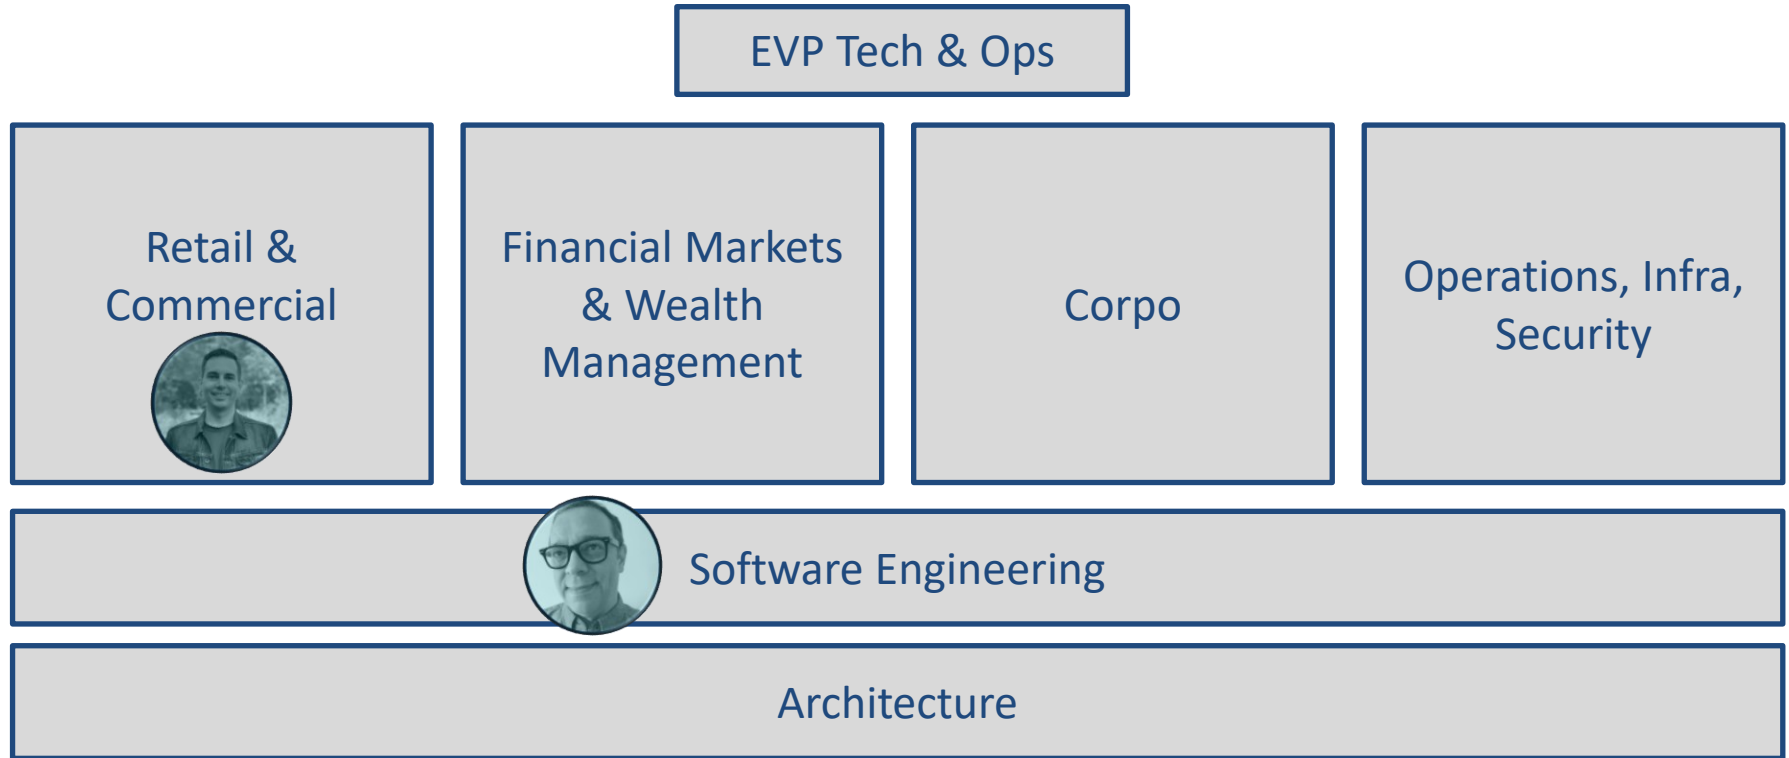 EVP Tech & Ops
Retail &
Commercial
Financial Markets
& Wealth
Management
Corpo
Operations, Infra,
Security
Software Engineering
Architecture